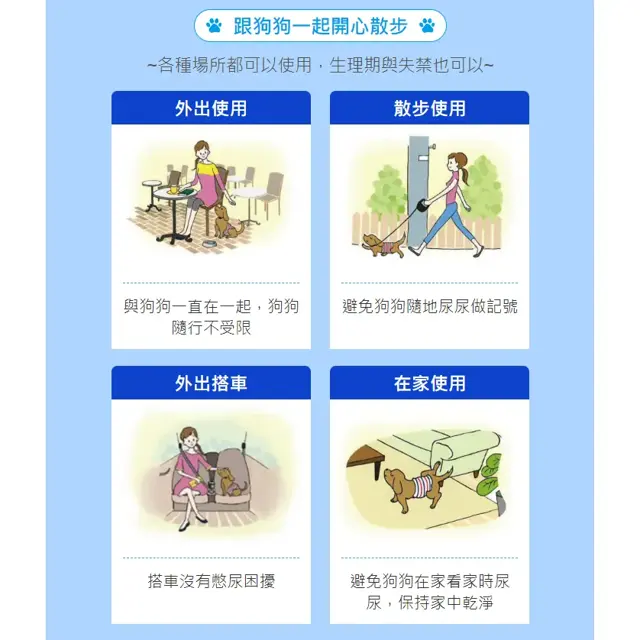 跟狗狗一起開心散步
~各種場所都可以使用，生理期與失禁也可以~
外出使用
與狗狗一直在一起，狗狗
隨行不受限
散步使用
避免狗狗隨地尿尿做記號
外出搭車
搭車沒有憋尿困擾
在家使用
避免狗狗在家看家時尿
尿，保持家中乾淨